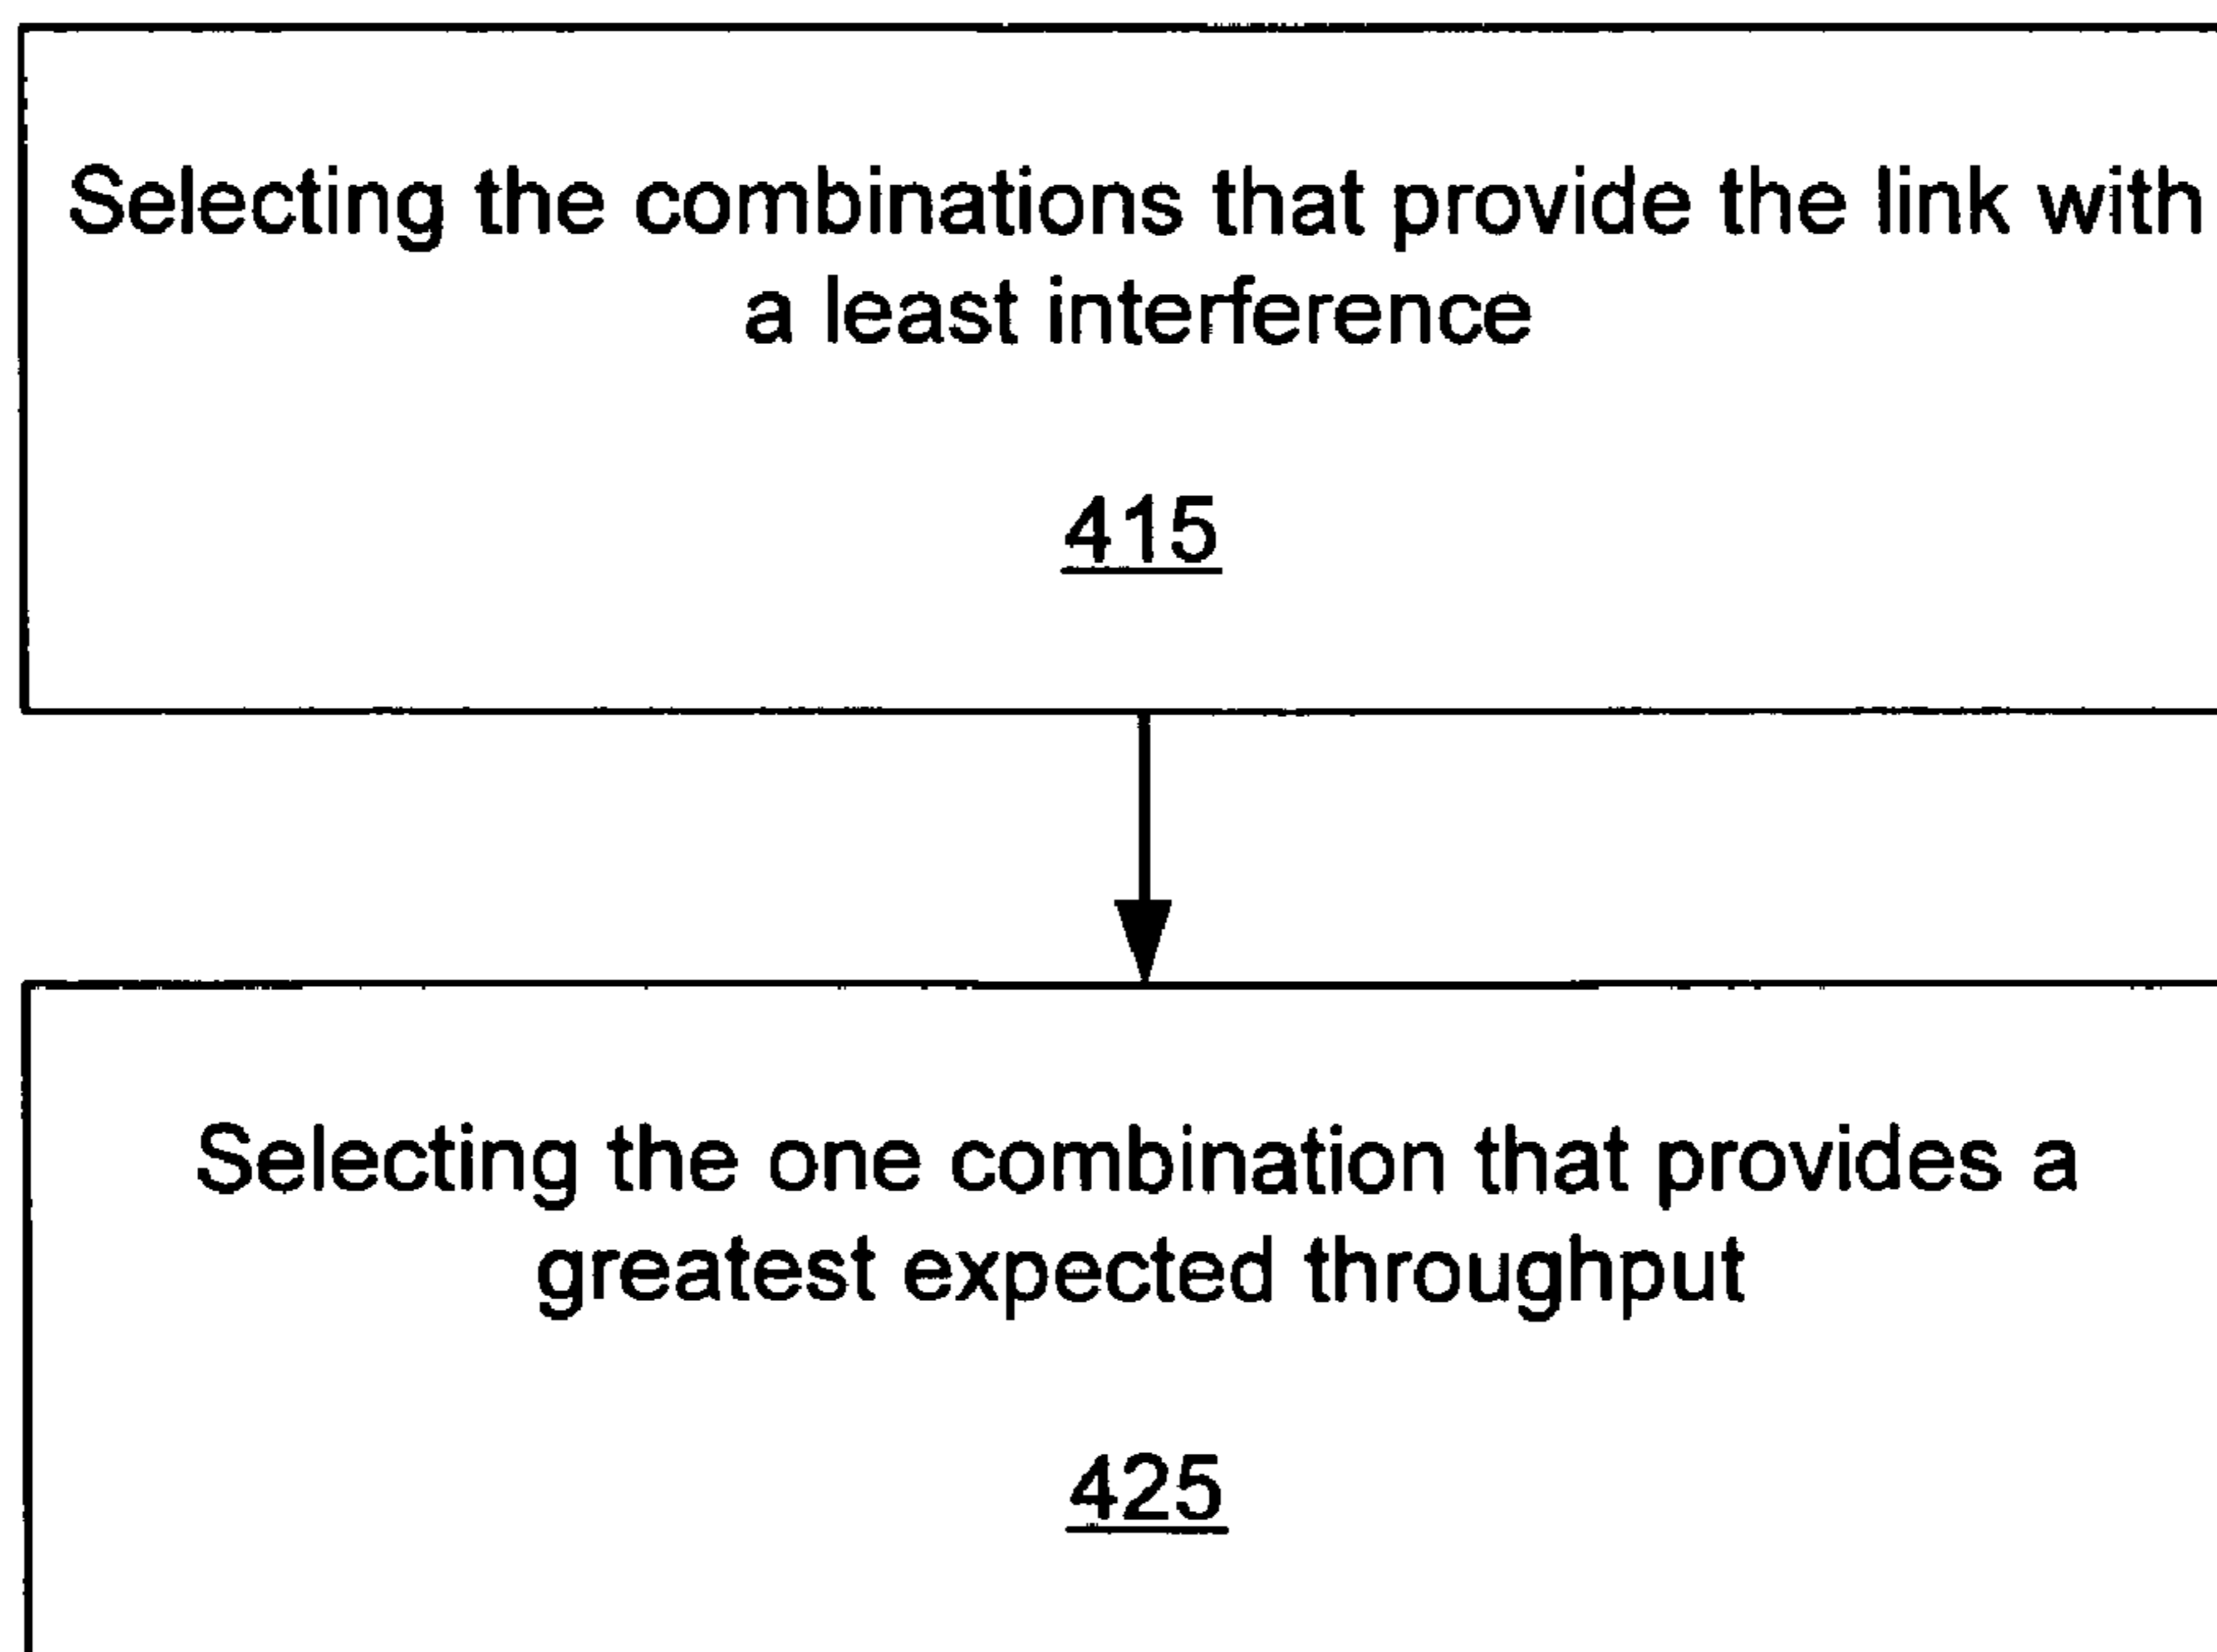 Selecting the combinations that provide the link with
a least interference
415
Selecting the one combination that provides a
greatest expected throughput
425